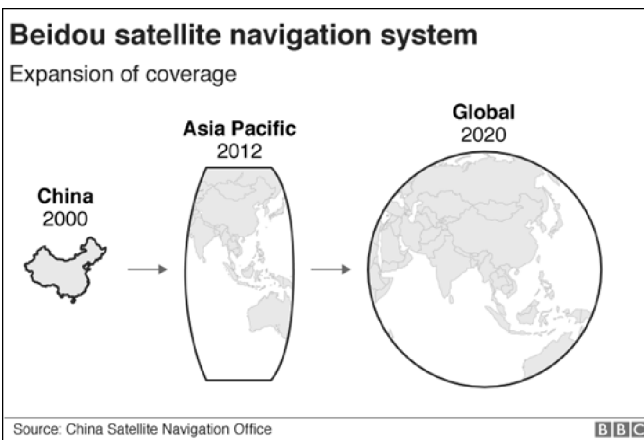 Beidou satellite navigation system
Expansion of coverage
China
2000
Asia Pacific
2012
Global
2020
Source: China Satellite Navigation Office
BBC